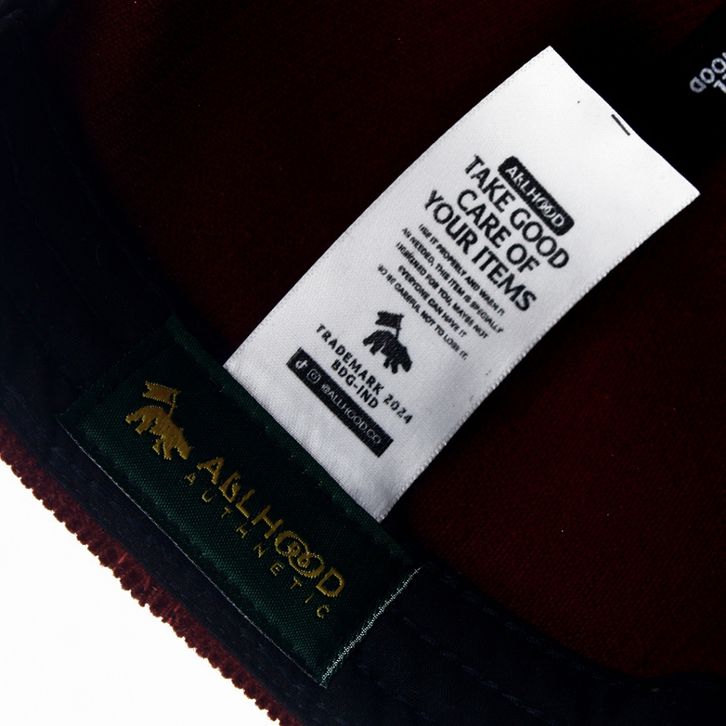 ALLHOOD
TAKE GOOD
CARE OF
YOUR ITEMS
USE IT PROPERLY AND WASH IT
AS NEEDED, THIS ITEM IS SPECIALLY
DESIGNED FOR YOU, MAYBE NOT
EVERYONE CAN HAVE IT
SO BE CAREFUL NOT TO LOSE IT.
TRADEMARK 2024
BDG-IND
@ALLHOOD.CO
ALLHOOD
AUTHNETIC